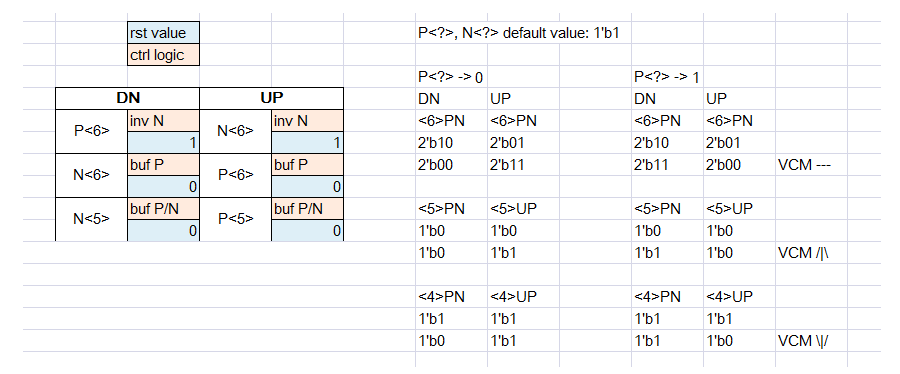 rst value P<?>, N<?> default value: 1'b1
ctrl logic
P<?> -> 0 P<?> -> 1
DN UP DN UP DN UP
P<6> inv N N<6> inv N <6>PN <6>PN <6>PN <6>PN
1 1 2'b10 2'b01 2'b10 2'b01
N<6> buf P P<6> buf P 2'b00 2'b11 2'b11 2'b00 VCM ---
0 0
N<5> buf P/N P<5> buf P/N <5>PN <5>UP <5>PN <5>UP
0 0 1'b0 1'b0 1'b0 1'b0
1'b0 1'b1 1'b1 1'b0 VCM /|\
<4>PN <4>UP <4>PN <4>UP
1'b1 1'b1 1'b1 1'b1
1'b0 1'b1 1'b1 1'b0 VCM \|/